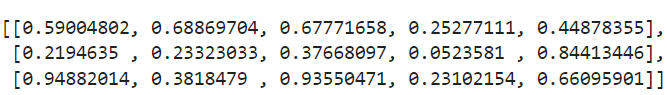 [[0.59004802, 0.68869704, 0.67771658, 0.25277111, 0.44878355],
[0.2194635 , 0.23323033, 0.37668097, 0.0523581 , 0.84413446],
[0.94882014, 0.3818479 , 0.93550471, 0.23102154, 0.66095901]]